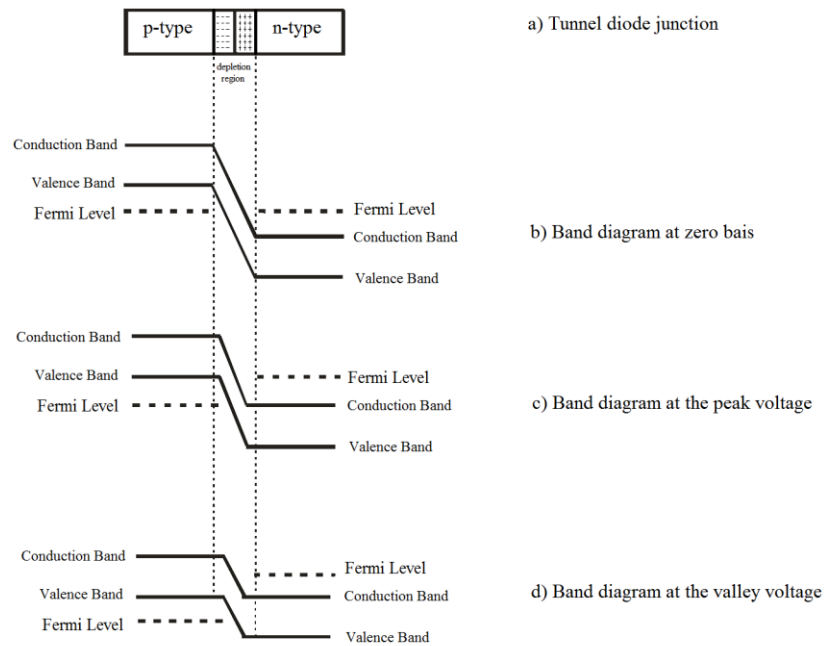 p-type
n-type
a) Tunnel diode junction
depletion
region
Conduction Band
Valence Band
Fermi Level
Fermi Level
Conduction Band
b) Band diagram at zero bais
Valence Band
Conduction Band
Valence Band
Fermi Level
Fermi Level
Conduction Band
c) Band diagram at the peak voltage
Valence Band
Conduction Band
Fermi Level
Valence Band
Conduction Band
d) Band diagram at the valley voltage
Fermi Level
Valence Band